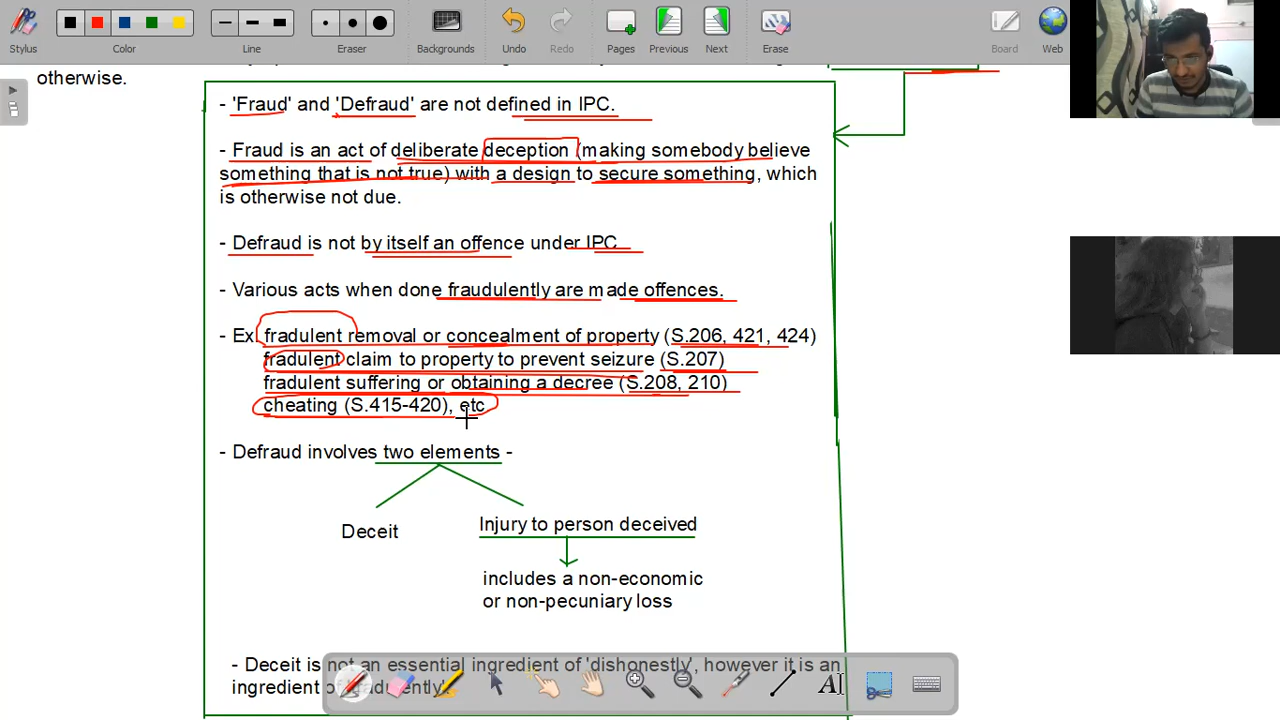 Stylus
Color
Line
Eraser
Backgrounds
Undo
Redo
Pages
Previous
Next
Erase
Board
Web
otherwise.
- 'Fraud' and 'Defraud' are not defined in IPC.
- Fraud is an act of deliberate deception (making somebody believe
something that is not true) with a design to secure something, which
is otherwise not due.
- Defraud is not by itself an offence under IPC
- Various acts when done fraudulently are made offences.
- Ex. fradulent removal or concealment of property (S.206, 421, 424)
fradulent claim to property to prevent seizure (S.207)
fradulent suffering or obtaining a decree (S.208, 210)
cheating (S.415-420), etc
- Defraud involves two elements -
Deceit
Injury to person deceived
includes a non-economic
or non-pecuniary loss
- Deceit is not an essential ingredient of 'dishonestly', however it is an
ingredient of